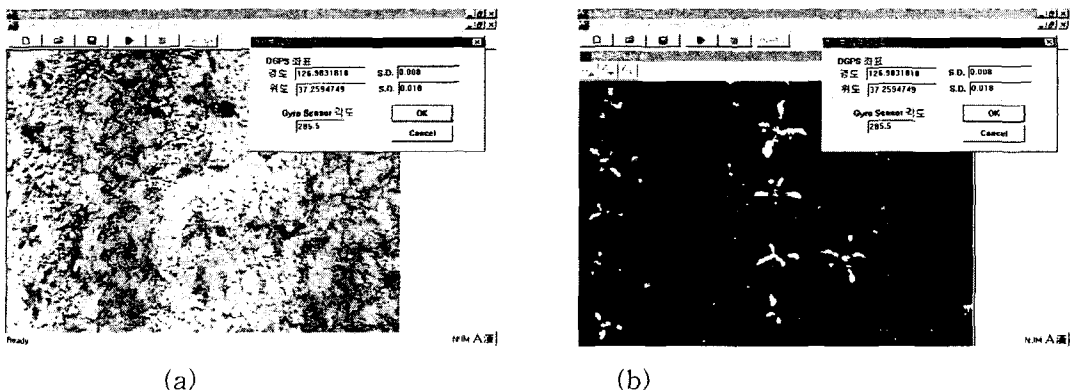 DGPS 좌표
경도 126.9831818 S.D. 0.008
위도 37.2594749 S.D. 0.018
Gyro Sensor 각도
285.5
OK
Cancel
Ready
NUM
(a)
DGPS 좌표
경도 126.9831818 S.D. 0.008
위도 37.2594749 S.D. 0.018
Gyro Sensor 각도
285.5
OK
Cancel
NUM
(b)